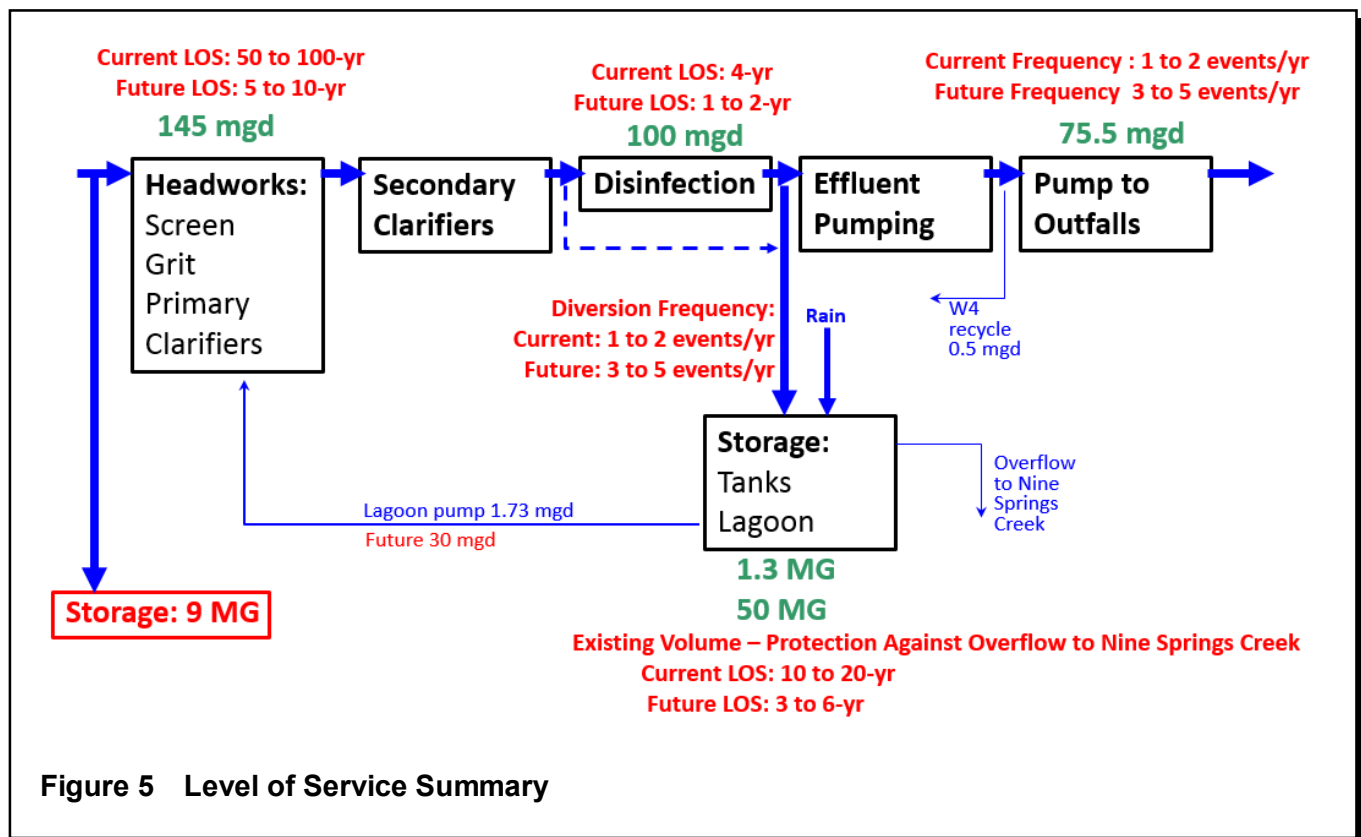 Current LOS: 50 to 100-yr
Future LOS: 5 to 10-yr
145 mgd
Current LOS: 4-yr
Future LOS: 1 to 2-yr
100 mgd
Current Frequency : 1 to 2 events/yr
Future Frequency 3 to 5 events/yr
75.5 mgd
Headworks:
Screen
Grit
Primary
Clarifiers
Secondary
Clarifiers
Disinfection
Effluent
Pumping
Pump to
Outfalls
Diversion Frequency:
Current: 1 to 2 events/yr
Future: 3 to 5 events/yr
Rain
W4
recycle
0.5 mgd
Storage:
Tanks
Lagoon
Overflow
to Nine
Springs
Creek
Lagoon pump 1.73 mgd
Future 30 mgd
1.3 MG
50 MG
Storage: 9 MG
Existing Volume – Protection Against Overflow to Nine Springs Creek
Current LOS: 10 to 20-yr
Future LOS: 3 to 6-yr
Figure 5 Level of Service Summary